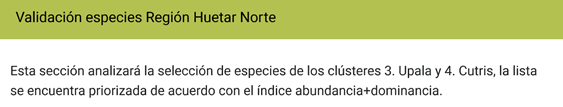 Validación especies Región Huetar Norte
Esta sección analizará la selección de especies de los clústeres 3. Upala y 4. Cutris, la lista
se encuentra priorizada de acuerdo con el índice abundancia+dominancia.